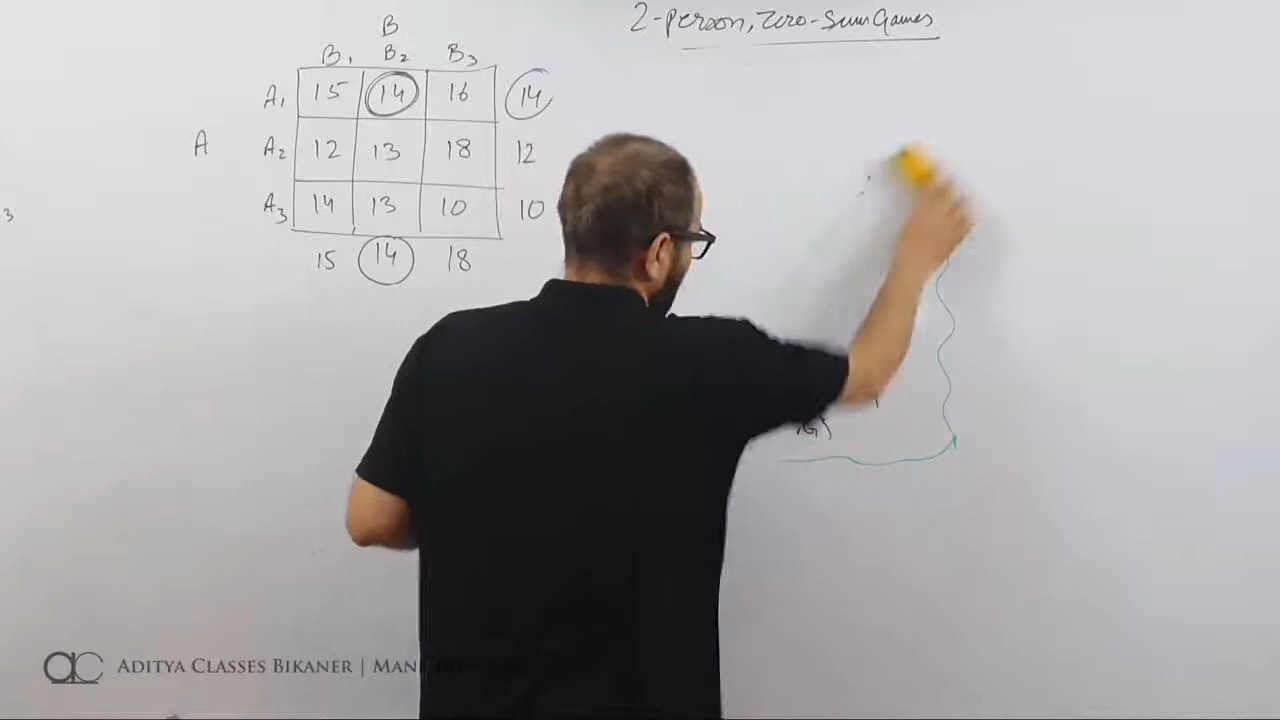 2-person, Zero-Sum Games
B
B1 B2 B3
A1 15 14 16 14
A A2 12 13 18 12
A3 14 13 10 10
15 14 18
3
ADITYA CLASSES BIKANER |